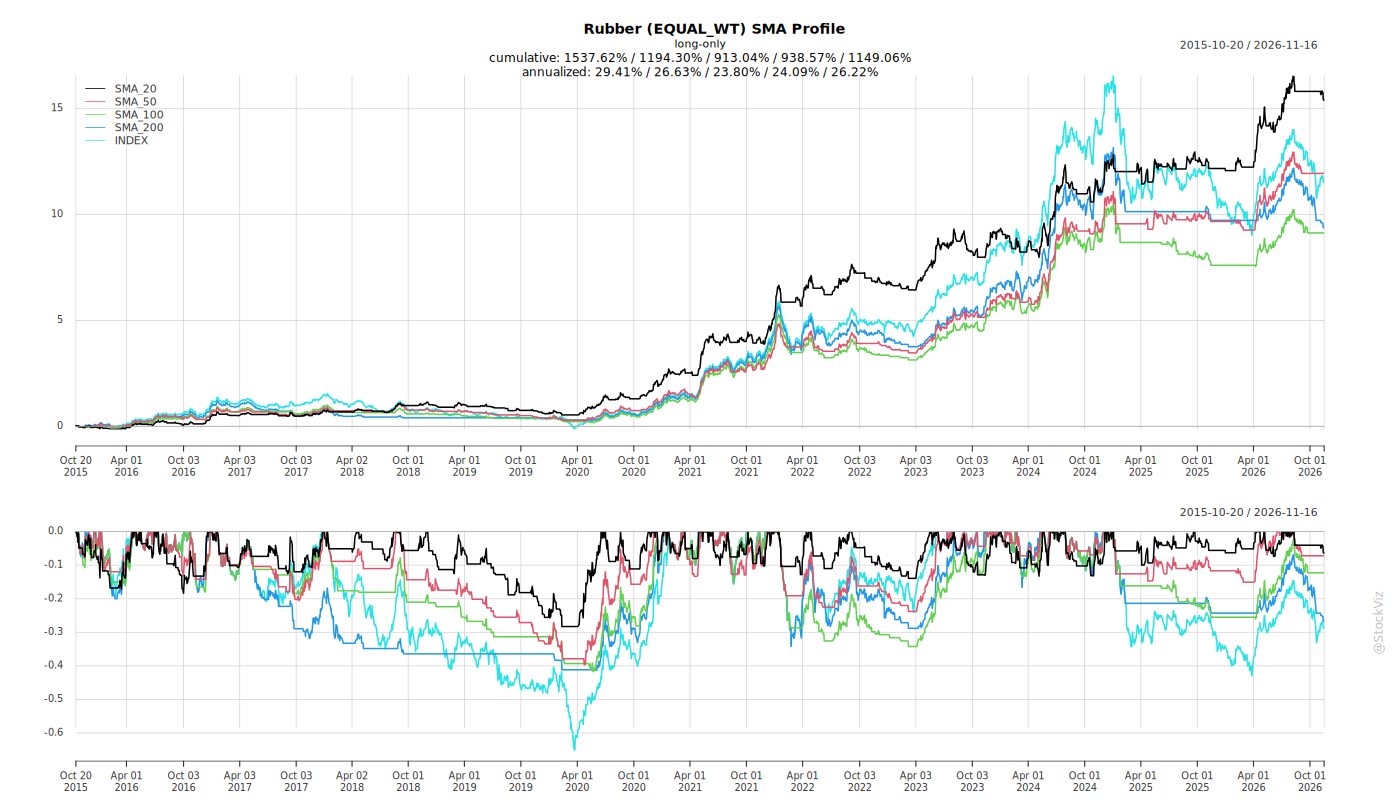 Rubber (EQUAL_WT) SMA Profile
long-only
2015-10-20 / 2026-11-16
cumulative: 1537.62% / 1194.30% / 913.04% / 938.57% / 1149.06%
annualized: 29.41% / 26.63% / 23.80% / 24.09% / 26.22%
SMA_20
SMA_50
SMA_100
SMA_200
INDEX
15
10
5
0
Oct 20 Apr 01 Oct 03 Apr 03 Oct 03 Apr 02 Oct 01 Apr 01 Oct 01 Apr 01 Oct 01 Apr 01 Oct 01 Apr 01 Oct 03 Apr 03 Oct 03 Apr 01 Oct 01 Apr 01 Oct 01 Apr 01 Oct 01
2015 2016 2016 2017 2017 2018 2018 2019 2019 2020 2020 2021 2021 2022 2022 2023 2023 2024 2024 2025 2025 2026 2026
2015-10-20 / 2026-11-16
0.0
-0.1
-0.2
-0.3
-0.4
-0.5
-0.6
Oct 20 Apr 01 Oct 03 Apr 03 Oct 03 Apr 02 Oct 01 Apr 01 Oct 01 Apr 01 Oct 01 Apr 01 Oct 01 Apr 01 Oct 03 Apr 03 Oct 03 Apr 01 Oct 01 Apr 01 Oct 01 Apr 01 Oct 01
2015 2016 2016 2017 2017 2018 2018 2019 2019 2020 2020 2021 2021 2022 2022 2023 2023 2024 2024 2025 2025 2026 2026
@StockViz